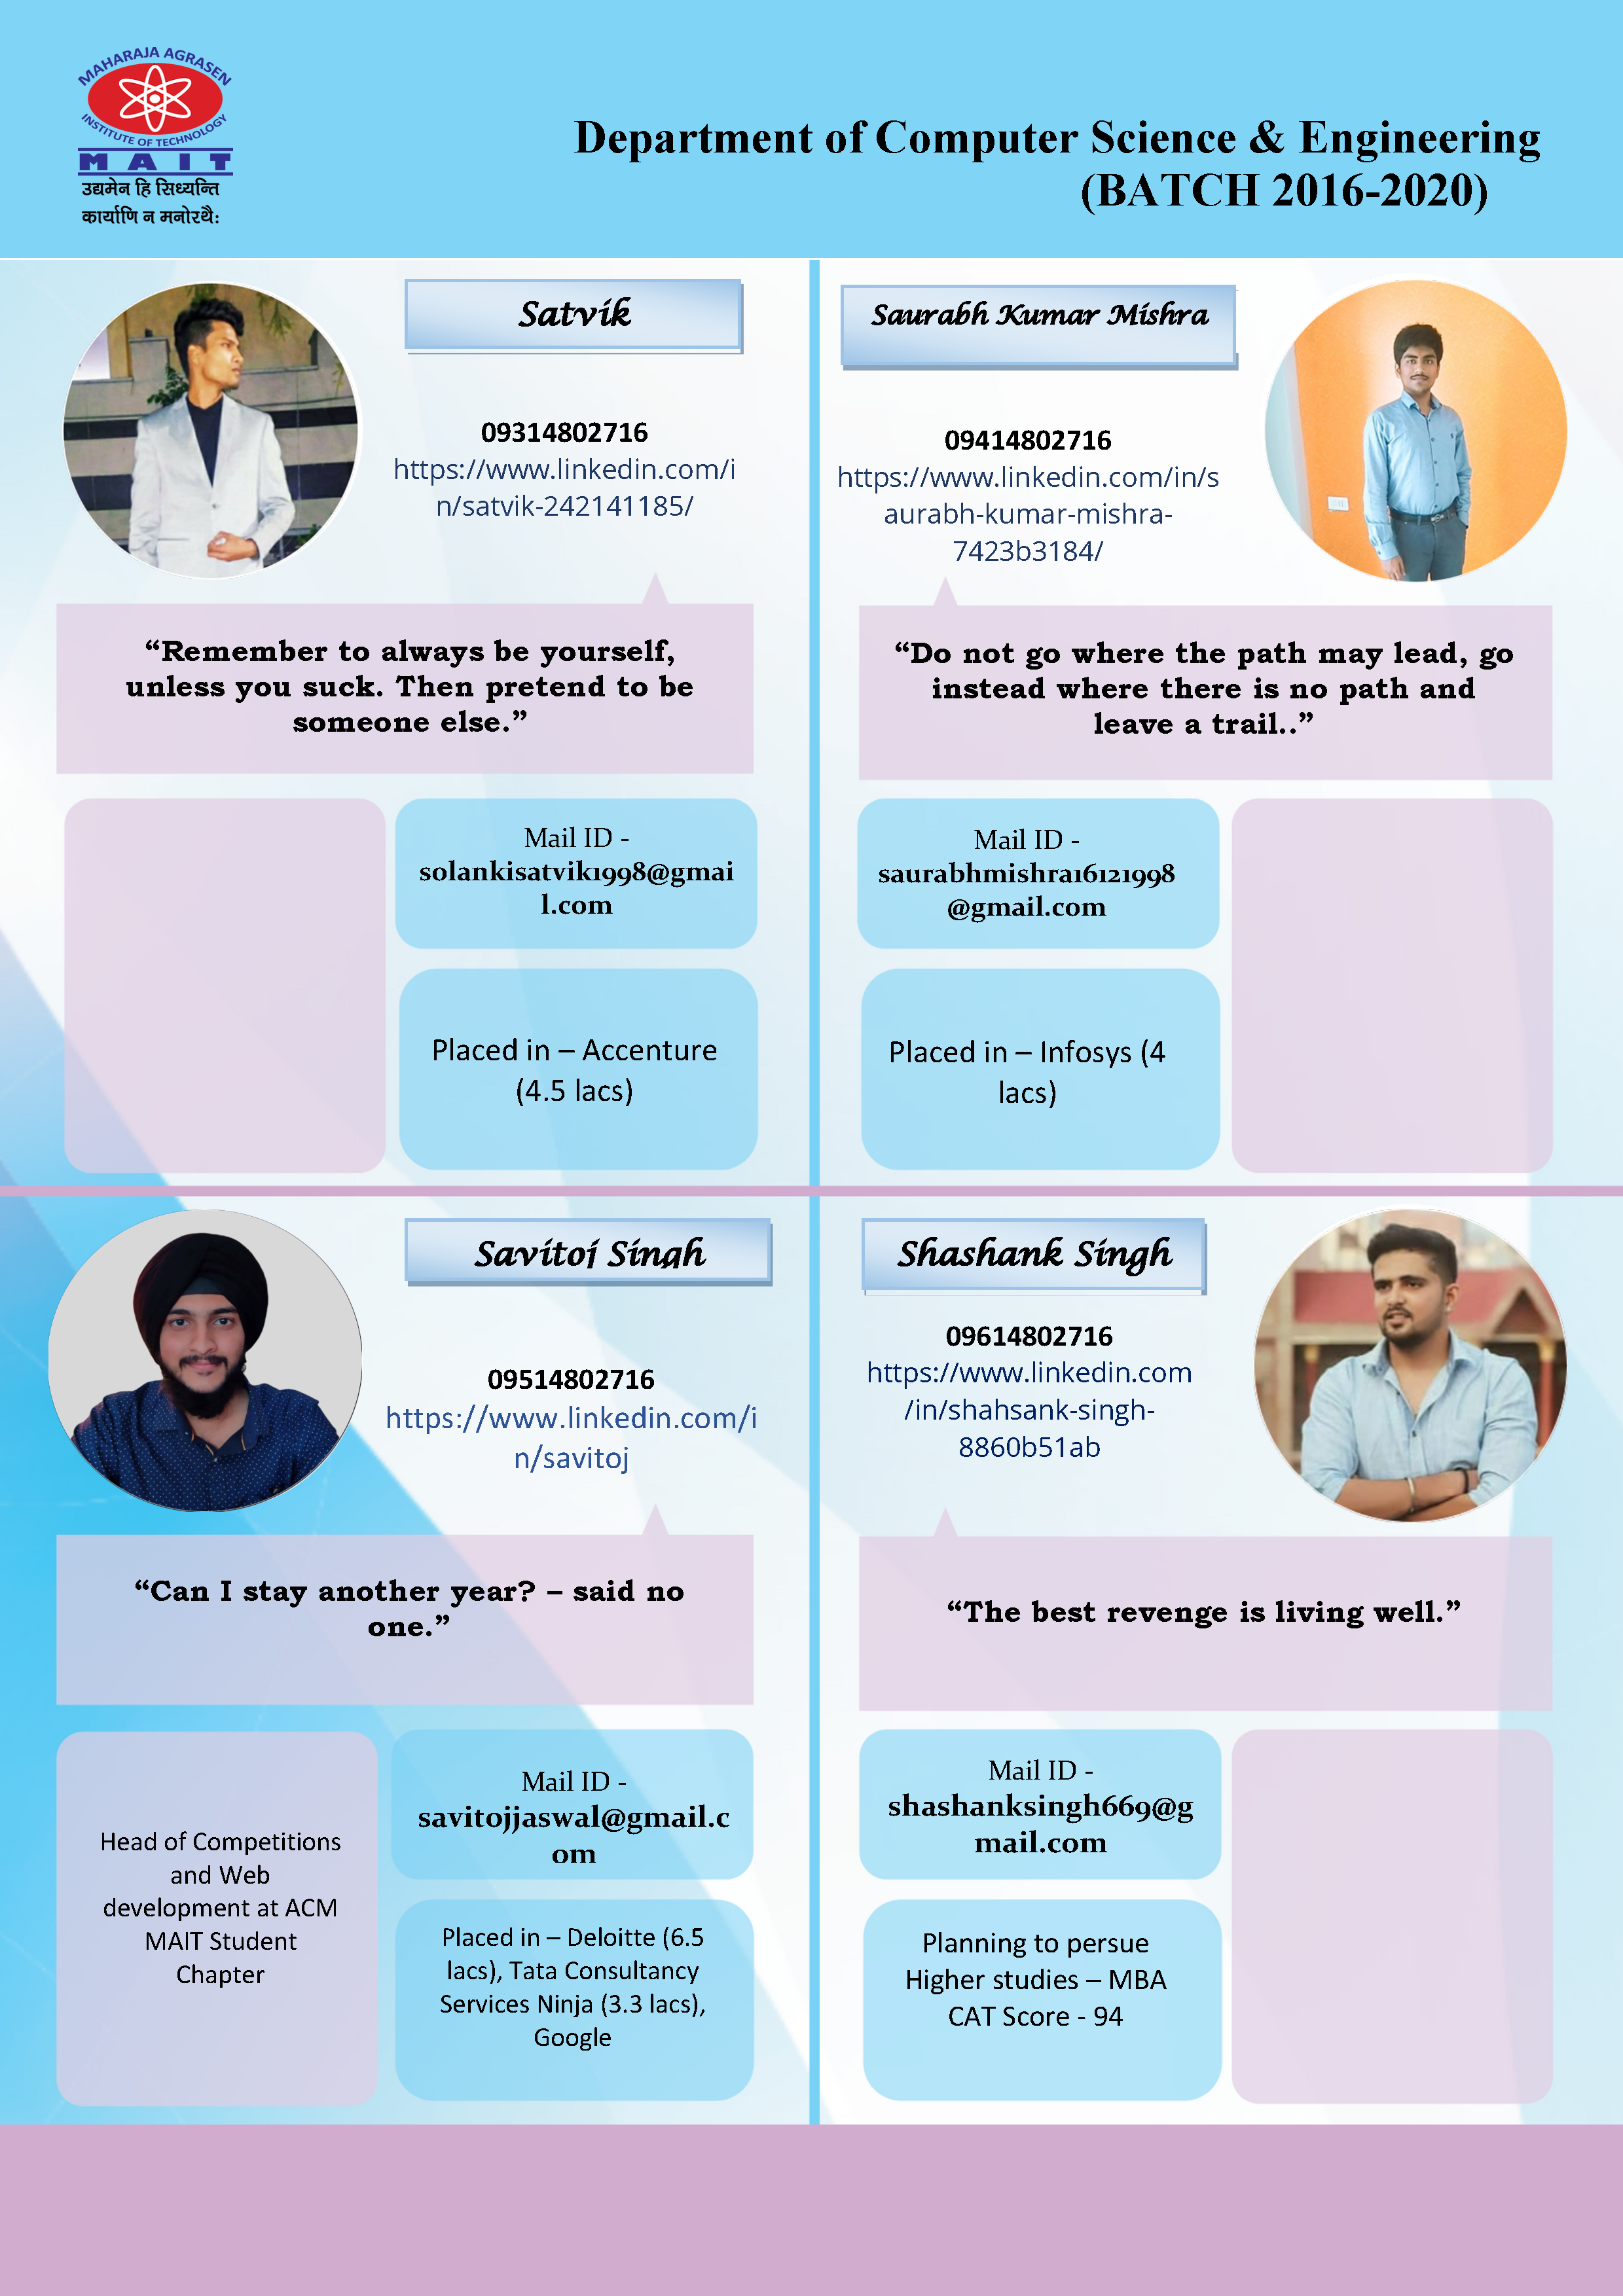 MAHARAJA AGRASEN
INSTITUTE OF TECHNOLOGY
MAIT
उद्यमेन हि सिध्यन्ति
कार्याणि न मनोरथै:
Department of Computer Science & Engineering
(BATCH 2016-2020)
Satvik
09314802716
https://www.linkedin.com/i
n/satvik-242141185/
“Remember to always be yourself,
unless you suck. Then pretend to be
someone else.”
Mail ID -
solankisatvik1998@gmai
l.com
Placed in – Accenture
(4.5 lacs)
Saurabh Kumar Mishra
09414802716
https://www.linkedin.com/in/s
aurabh-kumar-mishra-
7423b3184/
“Do not go where the path may lead, go
instead where there is no path and
leave a trail..”
Mail ID -
saurabhmishra16121998
@gmail.com
Placed in – Infosys (4
lacs)
Savitoj Singh
09514802716
https://www.linkedin.com/i
n/savitoj
“Can I stay another year? – said no
one.”
Head of Competitions
and Web
development at ACM
MAIT Student
Chapter
Mail ID -
savitojjaswal@gmail.c
om
Placed in – Deloitte (6.5
lacs), Tata Consultancy
Services Ninja (3.3 lacs),
Google
Shashank Singh
09614802716
https://www.linkedin.com
/in/shahsank-singh-
8860b51ab
“The best revenge is living well.”
Mail ID -
shashanksingh669@g
mail.com
Planning to persue
Higher studies – MBA
CAT Score - 94